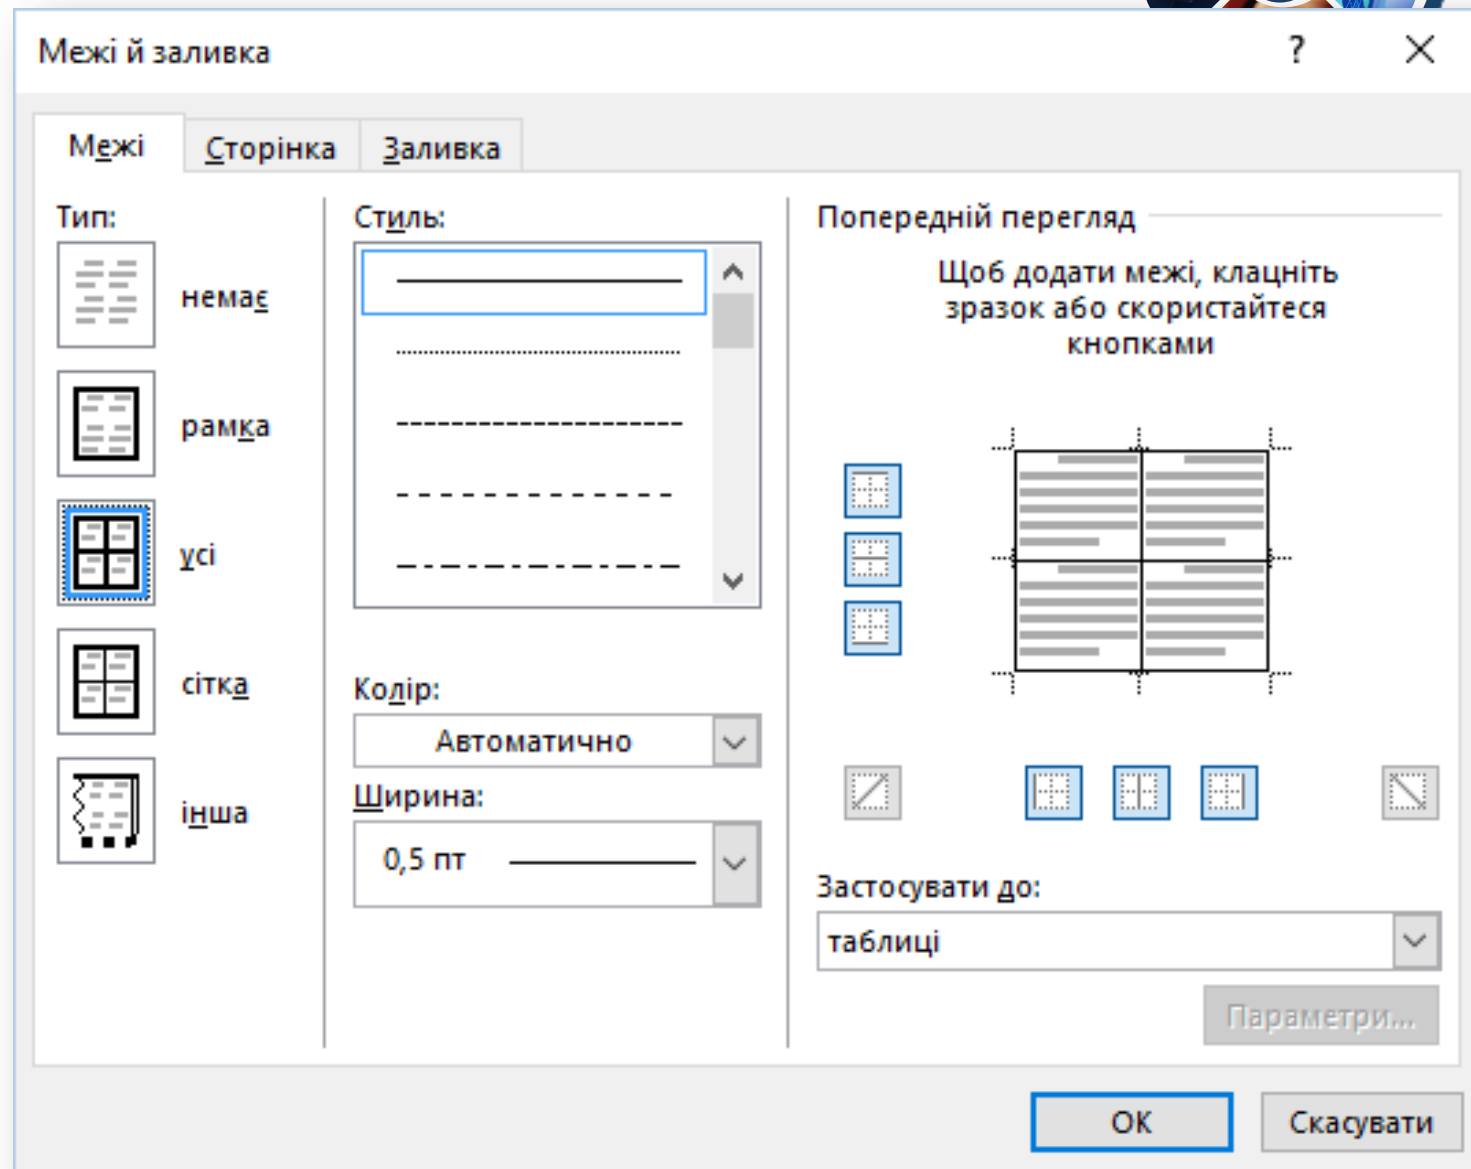 Межі й заливка
?
Межі
Сторінка
Заливка
Тип:
немає
рамка
усі
сітка
інша
Стиль:
Колір:
Автоматично
Ширина:
0,5 пт
Попередній перегляд
Щоб додати межі, клацніть
зразок або скористайтеся
кнопками
Застосувати до:
таблиці
Параметри...
ОК
Скасувати